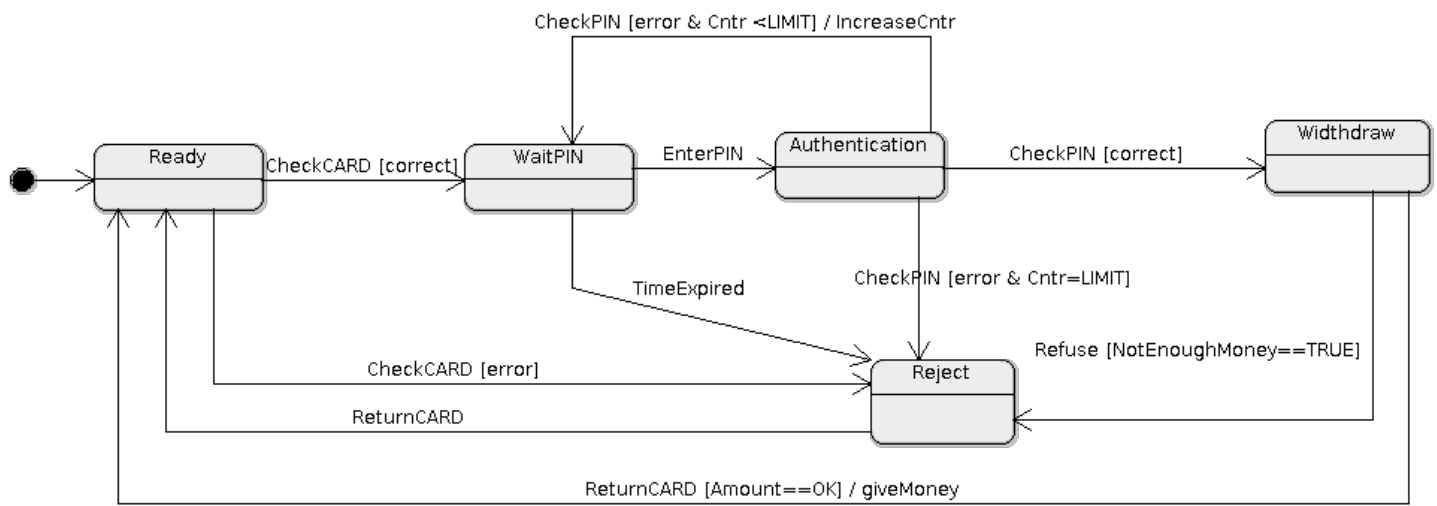 CheckPIN [error & Cntr <LIMIT] / IncreaseCntr
Ready
CheckCARD [correct]
WaitPIN
EnterPIN
Authentication
CheckPIN [correct]
Widthdraw
TimeExpired
CheckPIN [error & Cntr=LIMIT]
Refuse [NotEnoughMoney==TRUE]
CheckCARD [error]
Reject
ReturnCARD
ReturnCARD [Amount==OK] / giveMoney